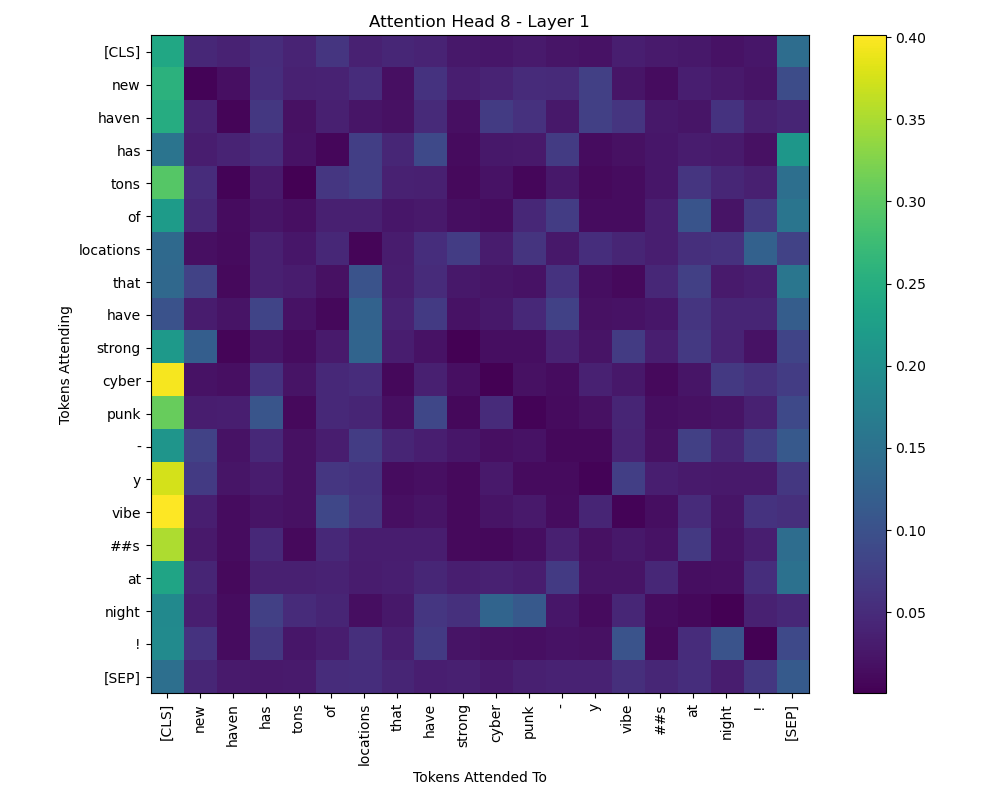 Attention Head 8 - Layer 1
Tokens Attending
[CLS]
new
haven
has
tons
of
locations
that
have
strong
cyber
punk
-
y
vibe
##s
at
night
!
[SEP]
[CLS]
new
haven
has
tons
of
locations
that
have
strong
cyber
punk
-
y
vibe
##s
at
night
!
[SEP]
Tokens Attended To
0.40
0.35
0.30
0.25
0.20
0.15
0.10
0.05